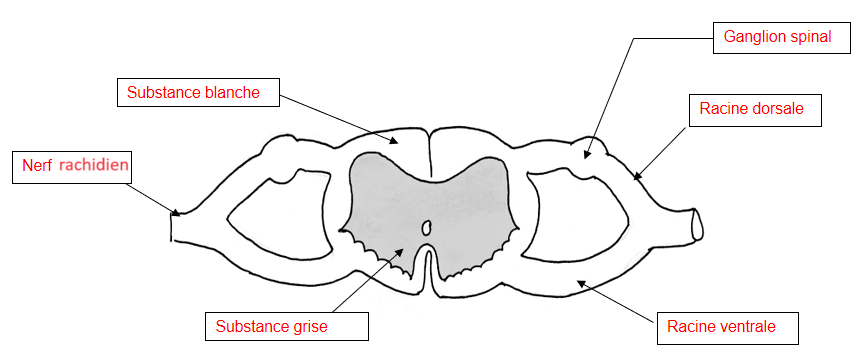 Ganglion spinal
Substance blanche
Racine dorsale
Nerf rachidien
Substance grise
Racine ventrale